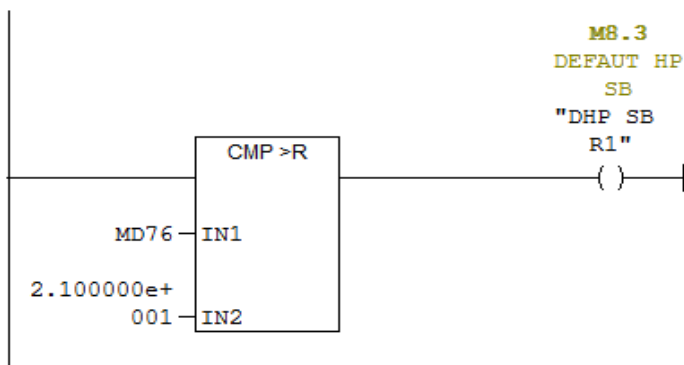 M8.3
DEFAUT HP
SB
"DHP SB
R1"
CMP >R
MD76
IN1
2.100000e+
001
IN2